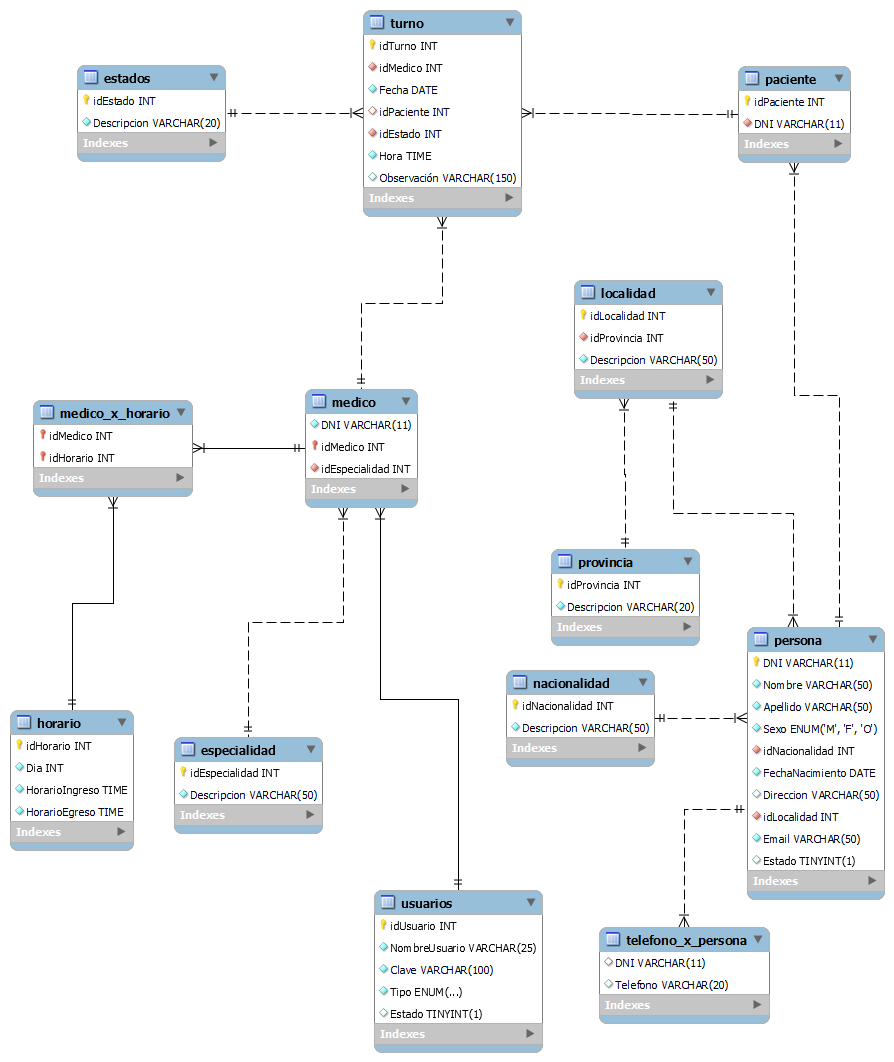 turno
idTurno INT
idMedico INT
Fecha DATE
idPaciente INT
idEstado INT
Hora TIME
Observación VARCHAR(150)
Indexes
estados
idEstado INT
Descripcion VARCHAR(20)
Indexes
paciente
idPaciente INT
DNI VARCHAR(11)
Indexes
localidad
idLocalidad INT
idProvincia INT
Descripcion VARCHAR(50)
Indexes
medico_x_horario
idMedico INT
idHorario INT
Indexes
medico
DNI VARCHAR(11)
idMedico INT
idEspecialidad INT
Indexes
provincia
idProvincia INT
Descripcion VARCHAR(20)
Indexes
persona
DNI VARCHAR(11)
Nombre VARCHAR(50)
Apellido VARCHAR(50)
Sexo ENUM('M', 'F', 'O')
idNacionalidad INT
FechaNacimiento DATE
Direccion VARCHAR(50)
idLocalidad INT
Email VARCHAR(50)
Estado TINYINT(1)
Indexes
nacionalidad
idNacionalidad INT
Descripcion VARCHAR(50)
Indexes
horario
idHorario INT
Dia INT
HorarioIngreso TIME
HorarioEgreso TIME
Indexes
especialidad
idEspecialidad INT
Descripcion VARCHAR(50)
Indexes
usuarios
idUsuario INT
NombreUsuario VARCHAR(25)
Clave VARCHAR(100)
Tipo ENUM(...)
Estado TINYINT(1)
Indexes
telefono_x_persona
DNI VARCHAR(11)
Telefono VARCHAR(20)
Indexes